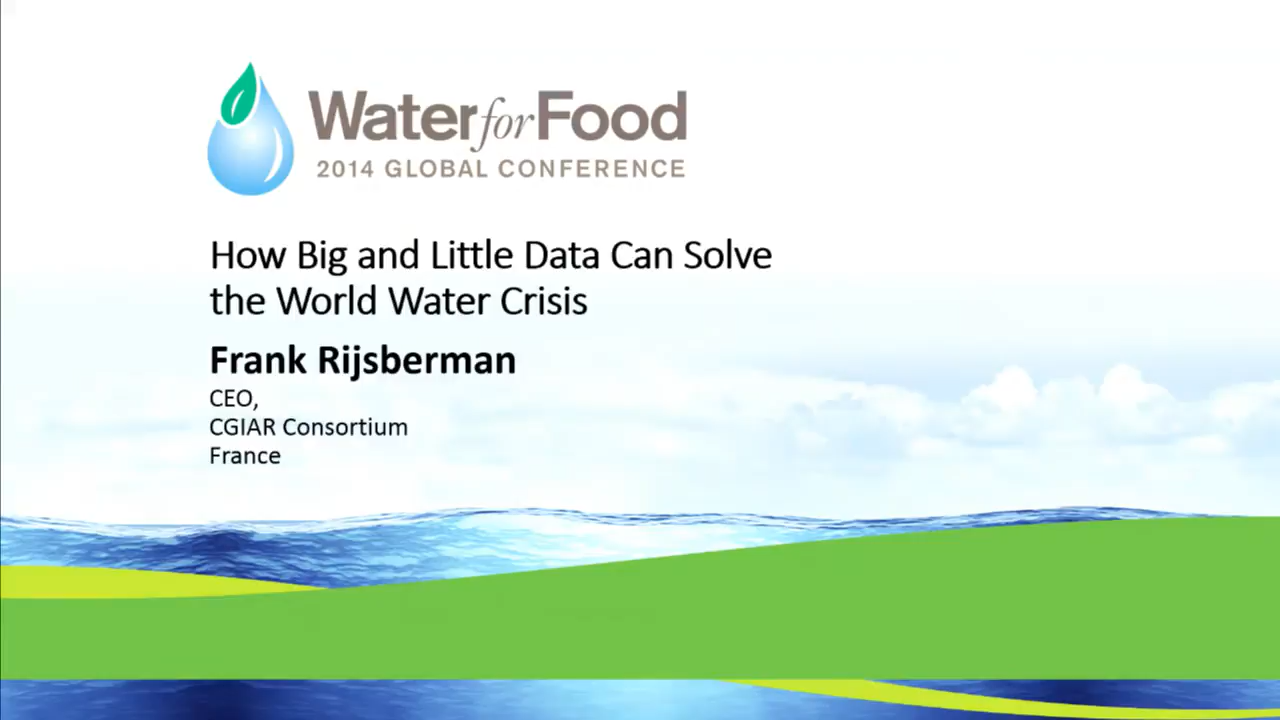 Water for Food
2014 GLOBAL CONFERENCE
How Big and Little Data Can Solve
the World Water Crisis
Frank Rijsberman
CEO,
CGIAR Consortium
France